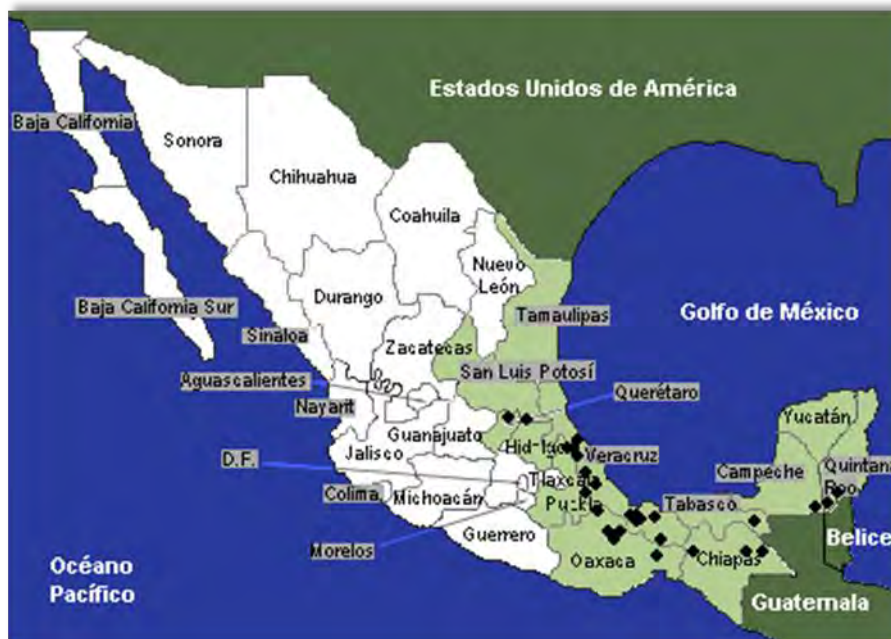 Estados Unidos de América
Baja California
Sonora
Chihuahua
Coahuila
Nuevo
León
Durango
Tamaulipas
Golfo de México
Baja California Sur
Sinaloa
Zacatecas
San Luis Potosí
Aguascalientes
Querétaro
Nayarit
Yucatán
Guanajuato
Veracruz
Jalisco
D.F.
Campeche
Quintana
Roo
Tlaxcala
Colima
Michoacán
Tabasco
Guerrero
Morelos
Belice
Oaxaca
Chiapas
Océano
Pacífico
Guatemala